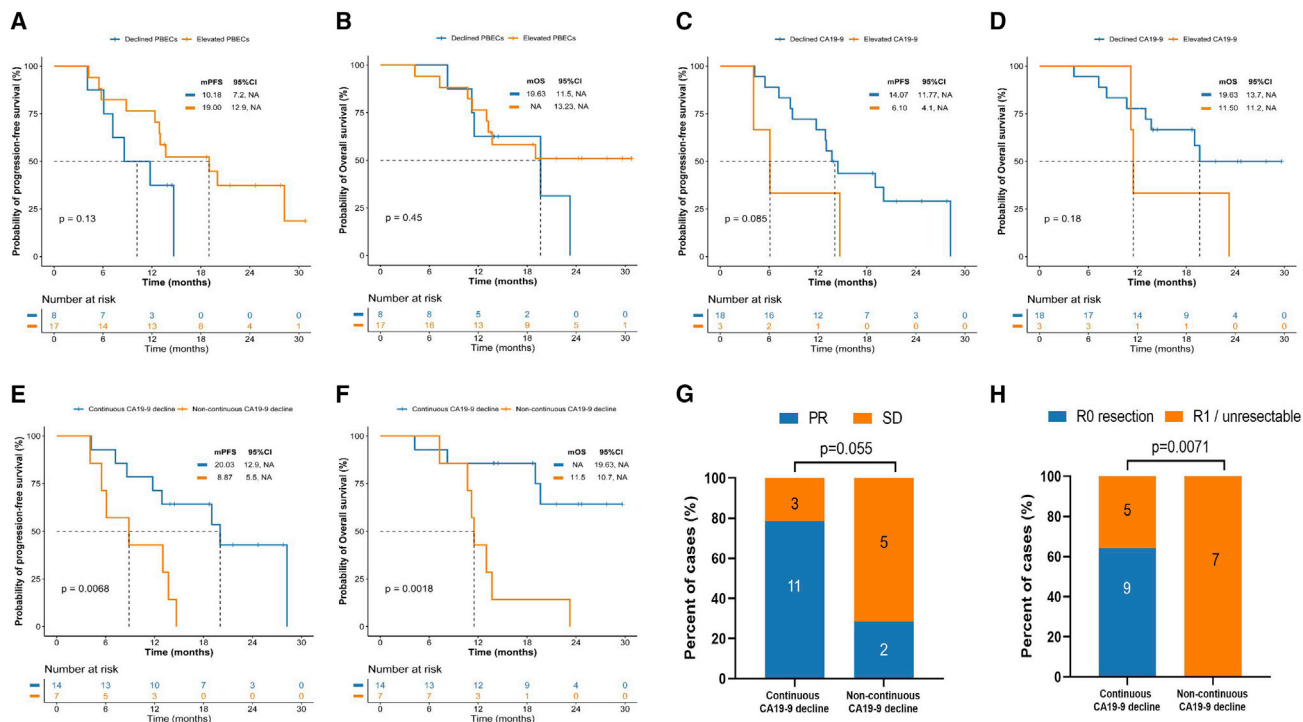 A
Declined PBECs Elevated PBECs
Probability of progression-free survival (%)
100
75
50
25
0
mPFS 95%CI
10.18 7.2, NA
19.00 12.9, NA
p = 0.13
0 6 12 18 24 30
Time (months)
Number at risk
8 7 3 0 0 0
17 14 13 8 4 1
0 6 12 18 24 30
Time (months)
B
Declined PBECs Elevated PBECs
Probability of Overall survival (%)
100
75
50
25
0
mOS 95%CI
19.63 11.5, NA
NA 13.23, NA
p = 0.45
0 6 12 18 24 30
Time (months)
Number at risk
8 8 5 2 0 0
17 16 13 9 5 1
0 6 12 18 24 30
Time (months)
C
Declined CA19-9 Elevated CA19-9
Probability of progression-free survival (%)
100
75
50
25
0
mPFS 95%CI
14.07 11.77, NA
6.10 4.1, NA
p = 0.085
0 6 12 18 24 30
Time (months)
Number at risk
18 16 12 7 3 0
3 2 1 0 0 0
0 6 12 18 24 30
Time (months)
D
Declined CA19-9 Elevated CA19-9
Probability of Overall survival (%)
100
75
50
25
0
mOS 95%CI
19.63 13.7, NA
11.50 11.2, NA
p = 0.18
0 6 12 18 24 30
Time (months)
Number at risk
18 17 14 9 4 0
3 3 1 1 0 0
0 6 12 18 24 30
Time (months)
E
Continuous CA19-9 decline Non-continuous CA19-9 decline
Probability of progression-free survival (%)
100
75
50
25
0
mPFS 95%CI
20.03 12.9, NA
8.87 5.5, NA
p = 0.0068
0 6 12 18 24 30
Time (months)
Number at risk
14 13 10 7 3 0
7 5 3 0 0 0
0 6 12 18 24 30
Time (months)
F
Continuous CA19-9 decline Non-continuous CA19-9 decline
Probability of Overall survival (%)
100
75
50
25
0
mOS 95%CI
NA 19.63, NA
11.5 10.7, NA
p = 0.0018
0 6 12 18 24 30
Time (months)
Number at risk
14 13 12 9 4 0
7 7 3 1 0 0
0 6 12 18 24 30
Time (months)
G
PR SD
p=0.055
Percent of cases (%)
100
80
60
40
20
0
3
11
5
2
Continuous
CA19-9 decline
Non-continuous
CA19-9 decline
H
R0 resection R1 / unresectable
p=0.0071
Percent of cases (%)
100
80
60
40
20
0
5
9
7
Continuous
CA19-9 decline
Non-continuous
CA19-9 decline